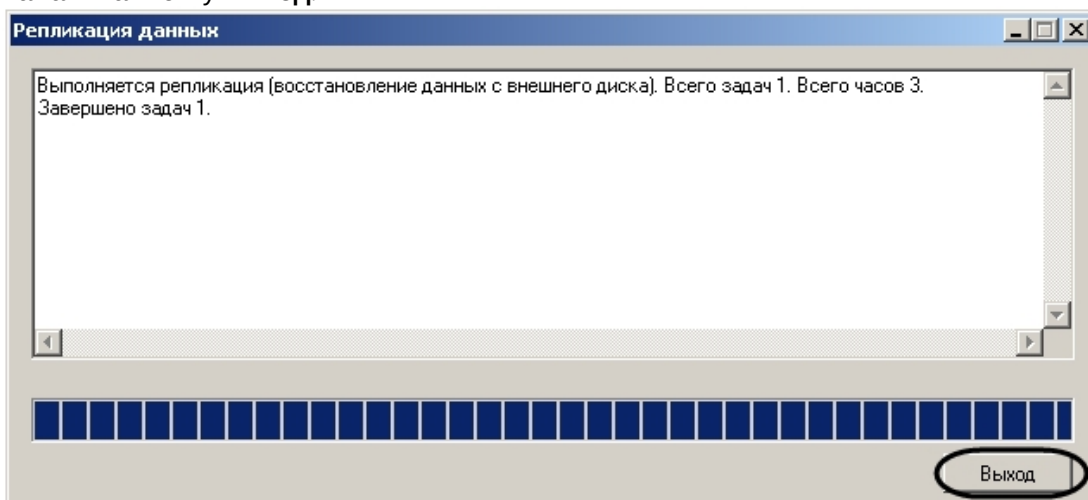 Репликация данных
Выполняется репликация (восстановление данных с внешнего диска). Всего задач 1. Всего часов 3.
Завершено задач 1.
Выход